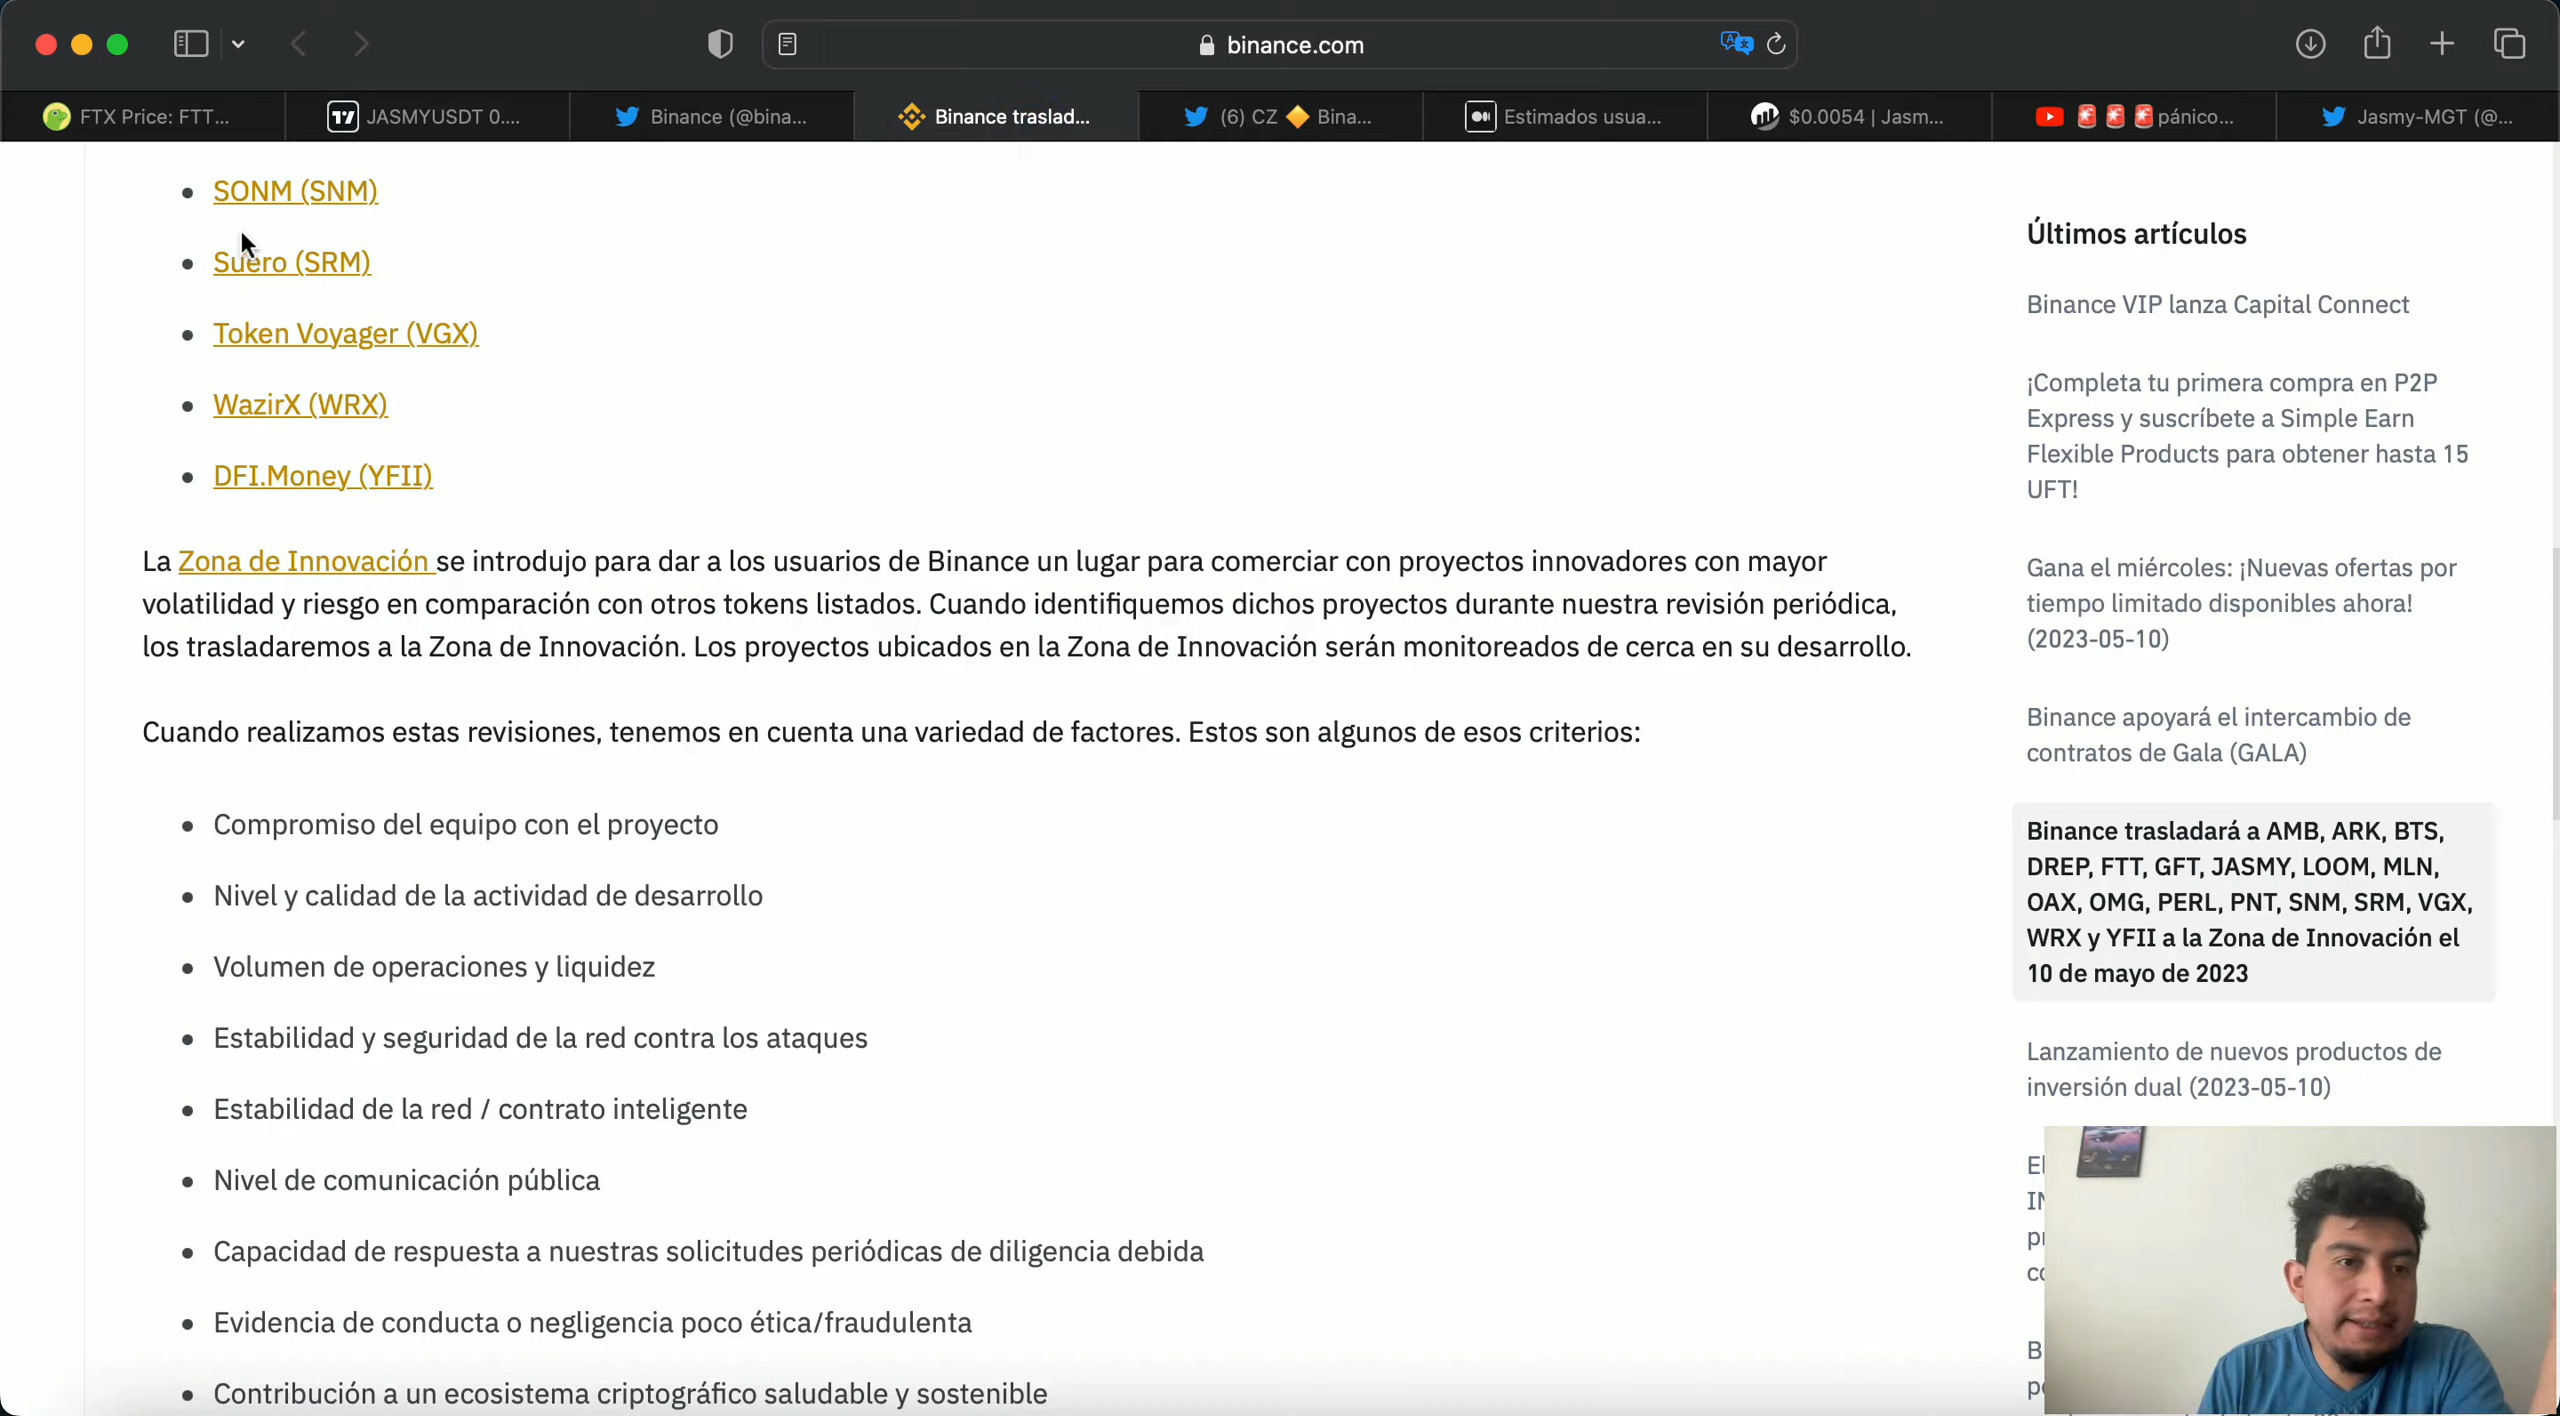 binance.com
FTX Price: FTT...
JASMYUSDT 0....
Binance (@bina...
Binance traslad...
(6) CZ 🔶 Bina...
Estimados usua...
$0.0054 | Jasm...
🚨🚨🚨pánico...
Jasmy-MGT (@...
SONM (SNM)
Suero (SRM)
Token Voyager (VGX)
WazirX (WRX)
DFI.Money (YFII)
La Zona de Innovación se introdujo para dar a los usuarios de Binance un lugar para comerciar con proyectos innovadores con mayor
volatilidad y riesgo en comparación con otros tokens listados. Cuando identifiquemos dichos proyectos durante nuestra revisión periódica,
los trasladaremos a la Zona de Innovación. Los proyectos ubicados en la Zona de Innovación serán monitoreados de cerca en su desarrollo.
Cuando realizamos estas revisiones, tenemos en cuenta una variedad de factores. Estos son algunos de esos criterios:
Compromiso del equipo con el proyecto
Nivel y calidad de la actividad de desarrollo
Volumen de operaciones y liquidez
Estabilidad y seguridad de la red contra los ataques
Estabilidad de la red / contrato inteligente
Nivel de comunicación pública
Capacidad de respuesta a nuestras solicitudes periódicas de diligencia debida
Evidencia de conducta o negligencia poco ética/fraudulenta
Contribución a un ecosistema criptográfico saludable y sostenible
Últimos artículos
Binance VIP lanza Capital Connect
¡Completa tu primera compra en P2P
Express y suscríbete a Simple Earn
Flexible Products para obtener hasta 15
UFT!
Gana el miércoles: ¡Nuevas ofertas por
tiempo limitado disponibles ahora!
(2023-05-10)
Binance apoyará el intercambio de
contratos de Gala (GALA)
Binance trasladará a AMB, ARK, BTS,
DREP, FTT, GFT, JASMY, LOOM, MLN,
OAX, OMG, PERL, PNT, SNM, SRM, VGX,
WRX y YFII a la Zona de Innovación el
10 de mayo de 2023
Lanzamiento de nuevos productos de
inversión dual (2023-05-10)